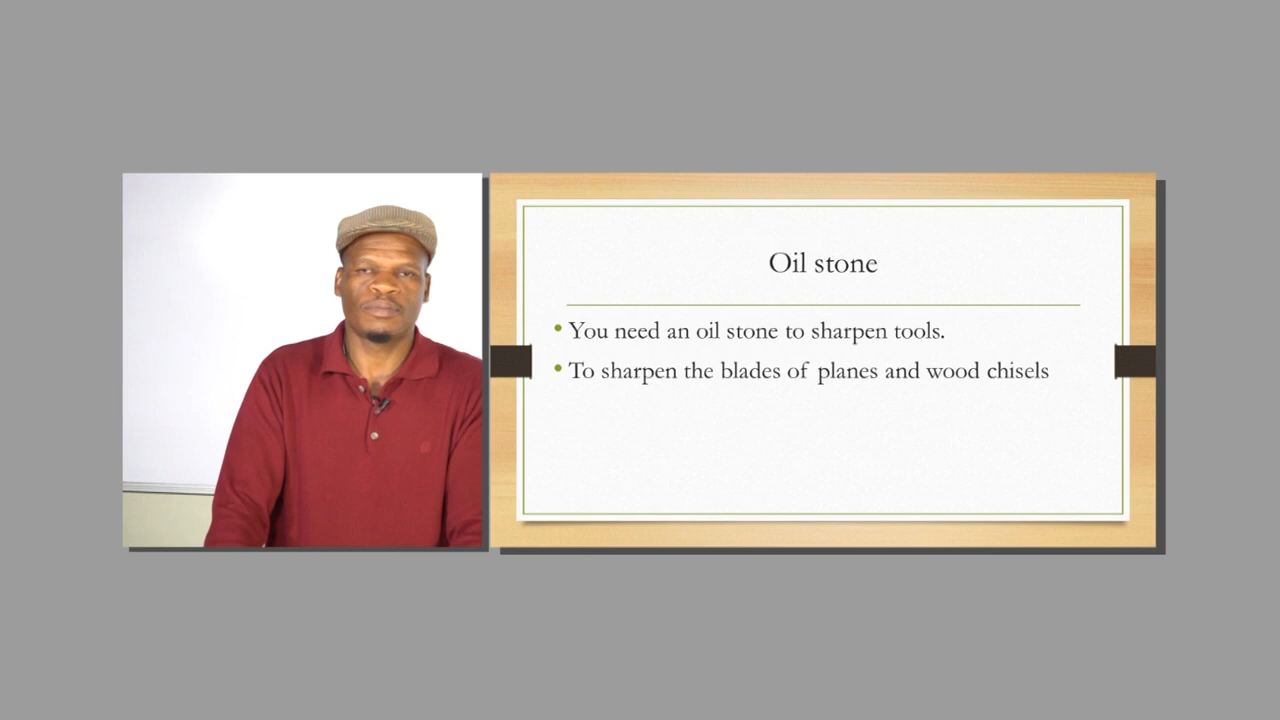 Oil stone
• You need an oil stone to sharpen tools.
• To sharpen the blades of planes and wood chisels